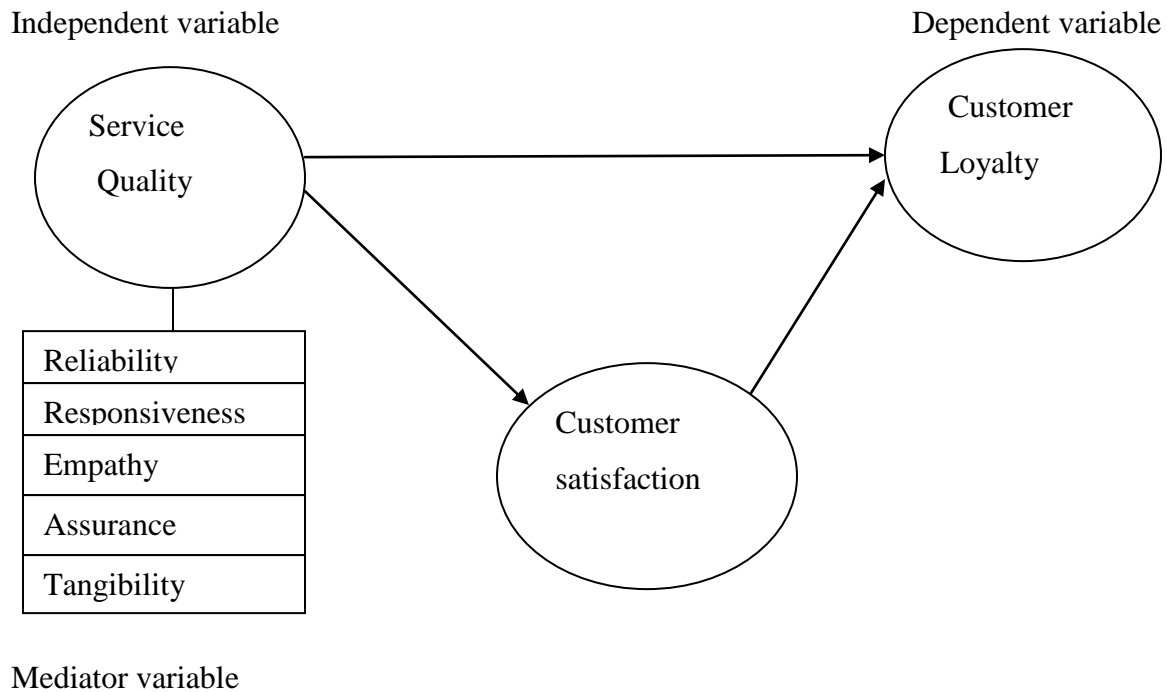 Independent variable
Dependent variable
Service
Quality
Customer
Loyalty
Reliability
Responsiveness
Empathy
Assurance
Tangibility
Customer
satisfaction
Mediator variable